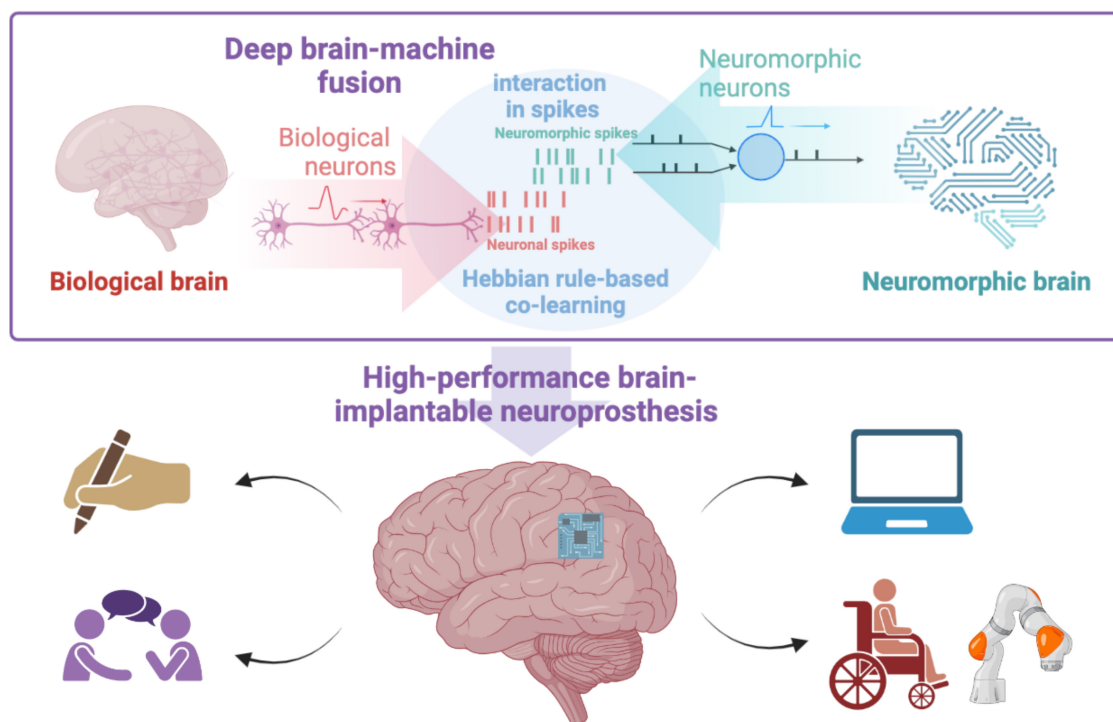 Deep brain-machine
fusion
Biological
neurons
interaction
in spikes
Neuromorphic spikes
Neuronal spikes
Hebbian rule-based
co-learning
Neuromorphic
neurons
Biological brain
Neuromorphic brain
High-performance brain-
implantable neuroprosthesis